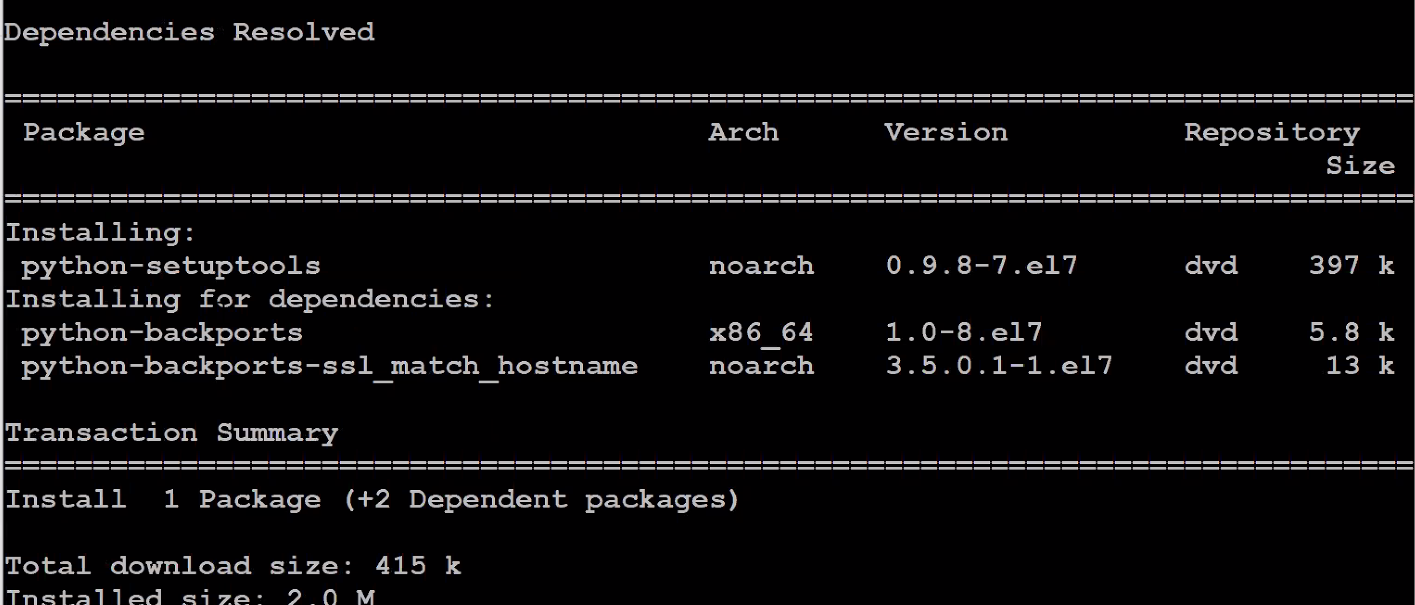 Dependencies Resolved
================================================================================
Package Arch Version Repository
Size
================================================================================
Installing:
python-setuptools noarch 0.9.8-7.el7 dvd 397 k
Installing for dependencies:
python-backports x86_64 1.0-8.el7 dvd 5.8 k
python-backports-ssl_match_hostname noarch 3.5.0.1-1.el7 dvd 13 k
Transaction Summary
================================================================================
Install 1 Package (+2 Dependent packages)
Total download size: 415 k
Installed size: 2.0 M